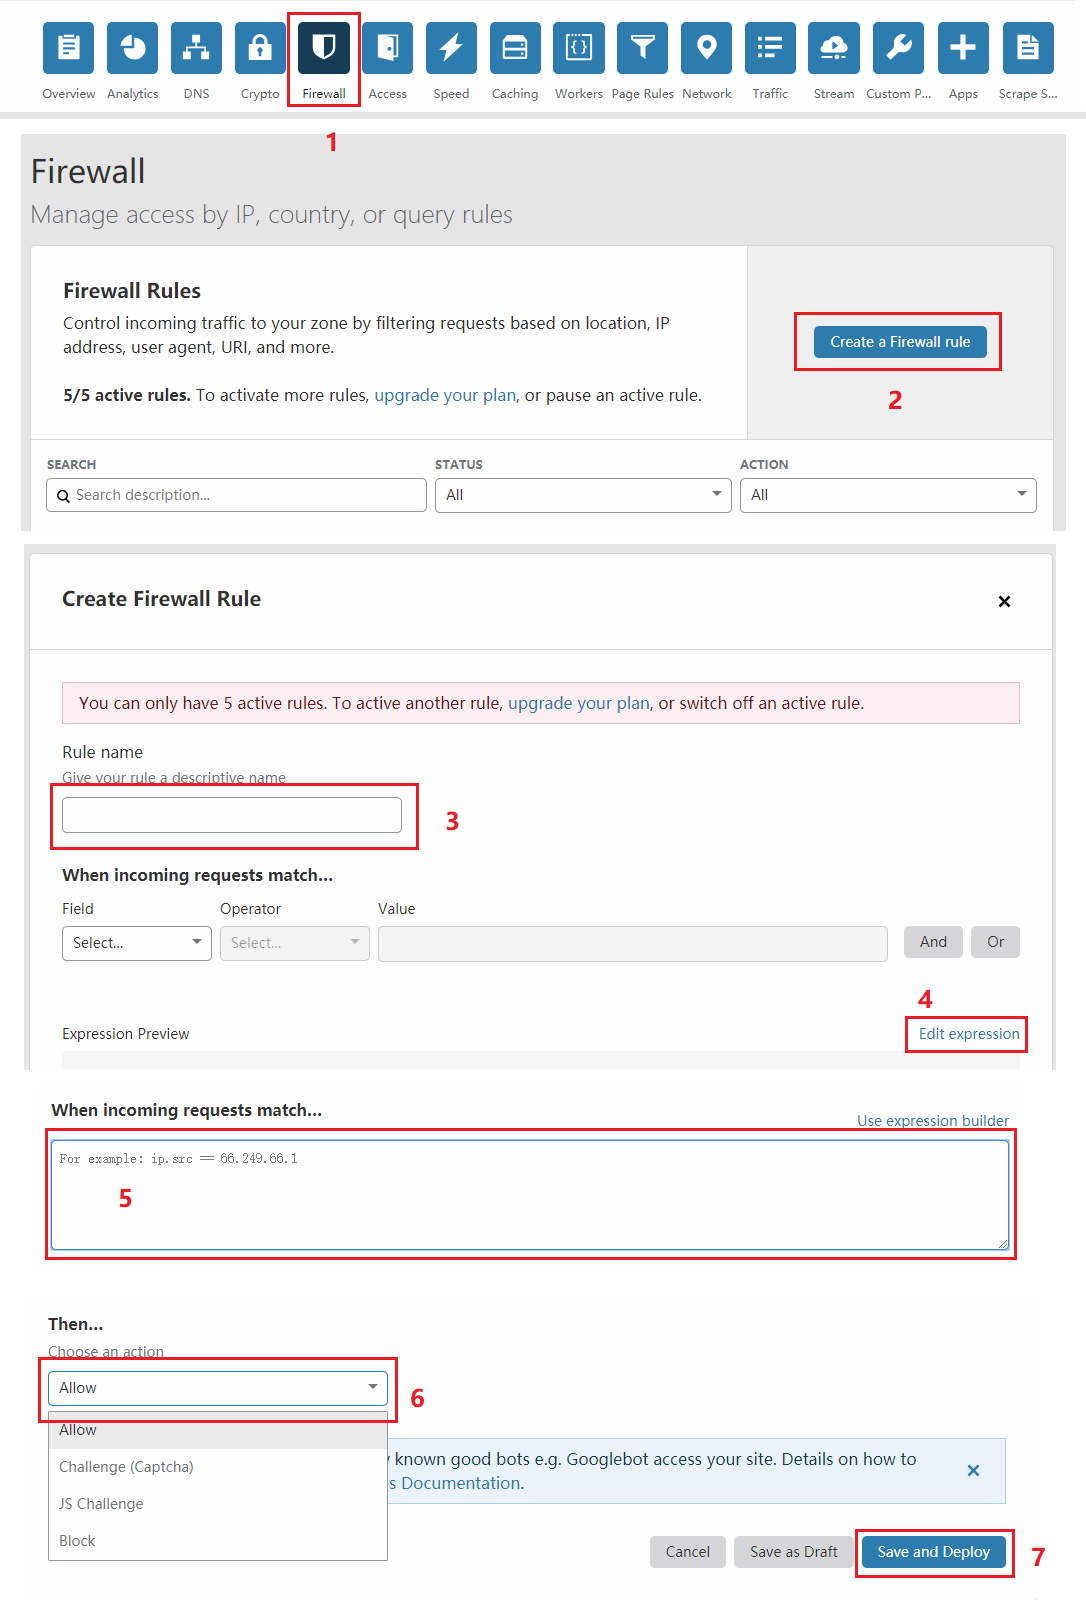 Overview Analytics DNS Crypto Firewall Access Speed Caching Workers Page Rules Network Traffic Stream Custom P... Apps Scrape S...
1
Firewall
Manage access by IP, country, or query rules
Firewall Rules
Control incoming traffic to your zone by filtering requests based on location, IP
address, user agent, URI, and more.
Create a Firewall rule
2
5/5 active rules. To activate more rules, upgrade your plan, or pause an active rule.
SEARCH STATUS ACTION
Search description... All All
Create Firewall Rule
You can only have 5 active rules. To active another rule, upgrade your plan, or switch off an active rule.
Rule name
Give your rule a descriptive name
3
When incoming requests match...
Field Operator Value
Select... Select... And Or
4
Expression Preview Edit expression
When incoming requests match...
Use expression builder
For example: ip.src == 66.249.66.1
5
Then...
Choose an action
Allow
6
Allow
known good bots e.g. Googlebot access your site. Details on how to
Challenge (Captcha)
s Documentation.
JS Challenge
Block
Cancel Save as Draft Save and Deploy 7